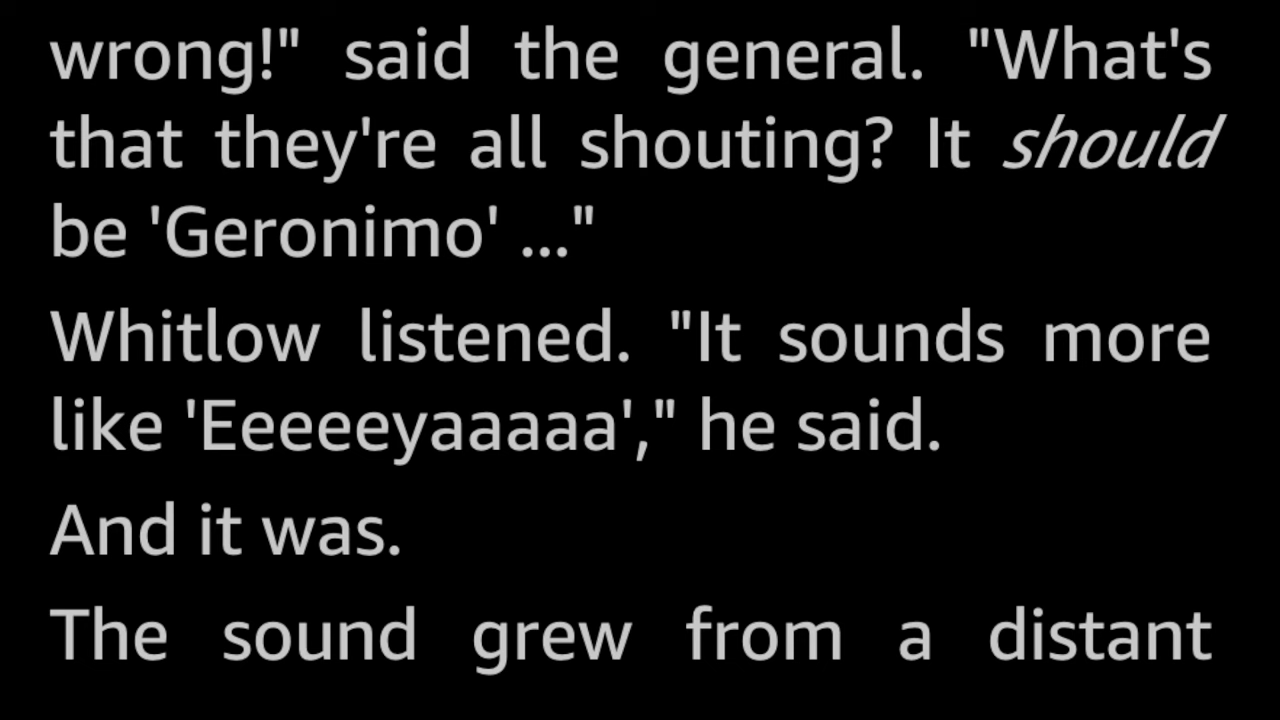 wrong!" said the general. "What's
that they're all shouting? It should
be 'Geronimo' ..."
Whitlow listened. "It sounds more
like 'Eeeeeyaaaaa'," he said.
And it was.
The sound grew from a distant